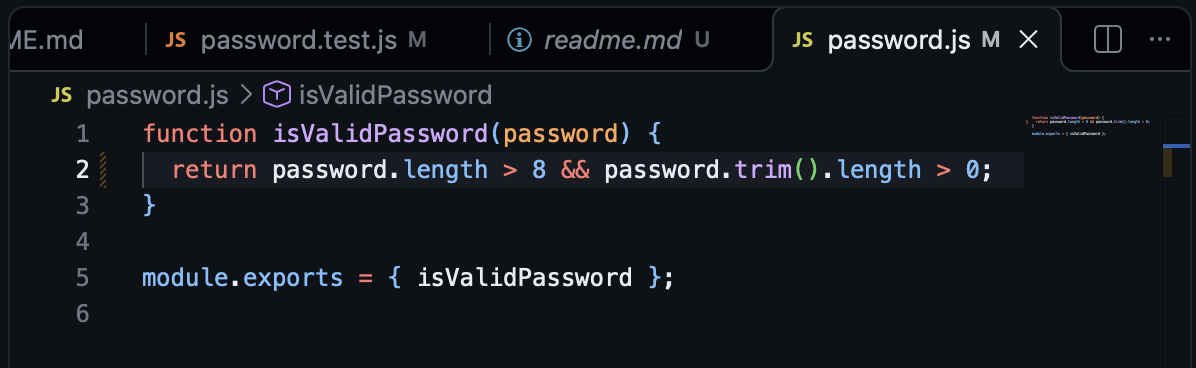 ME.md JS password.test.js M readme.md U JS password.js M
JS password.js > isValidPassword
1 function isValidPassword(password) {
2   return password.length > 8 && password.trim().length > 0;
3 }
4
5 module.exports = { isValidPassword };
6